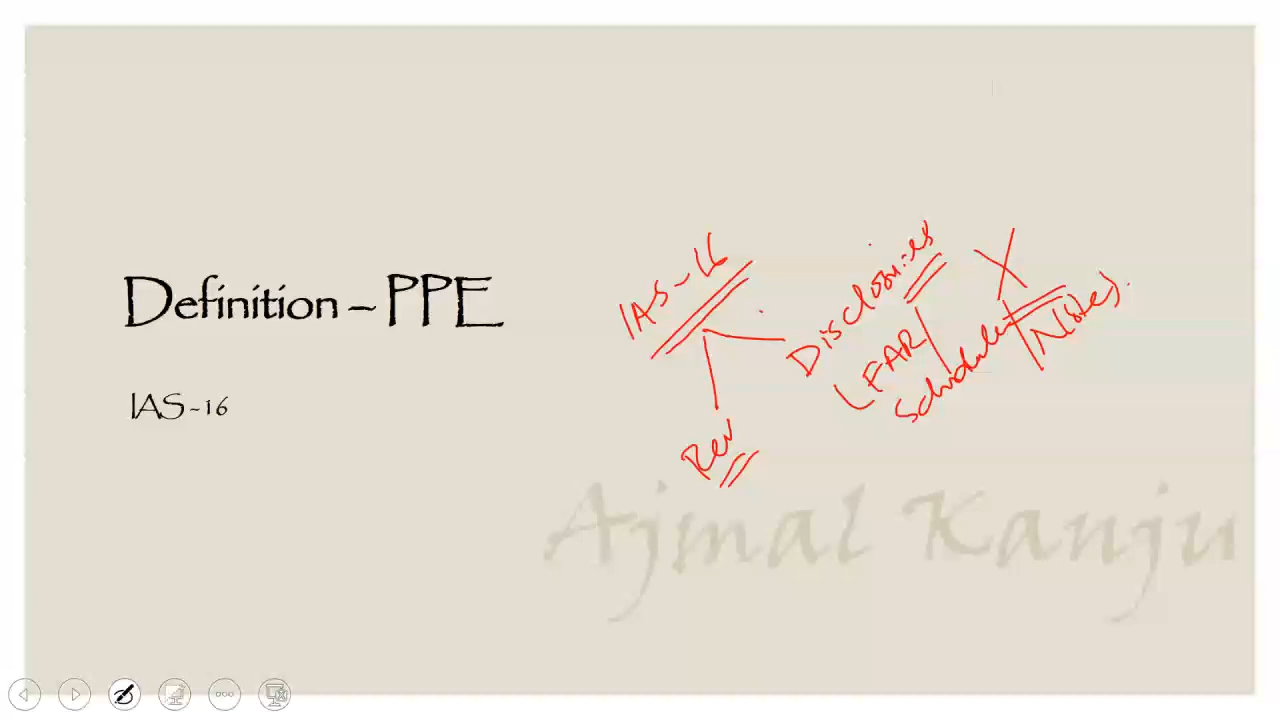 Definition – PPE
IAS - 16
IAS - 16
Rev
Disclosures
(FAR/
Schedule/Notes)
X
Ajmal Kanju